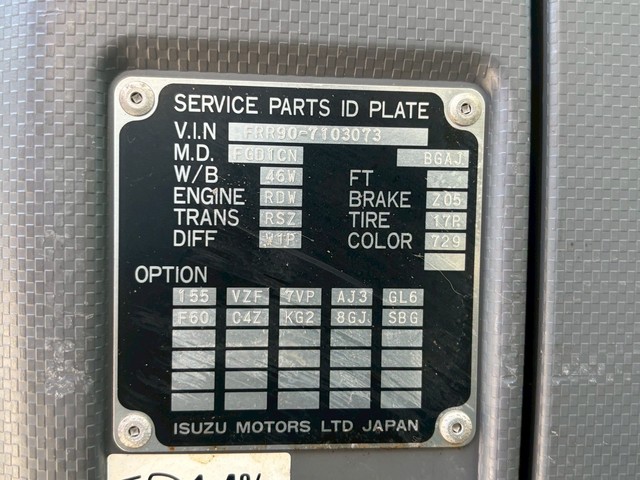 SERVICE PARTS ID PLATE
V.I.N FRR90-7103073
M.D. FCDTCN BGAJ
W/B 46W FT
ENGINE RDW BRAKE Z05
TRANS RSZ TIRE 17P
DIFF W1P COLOR 729
OPTION
155 VZF 7VP AJ3 GL6
F60 C4Z KG2 8GJ SBG
ISUZU MOTORS LTD JAPAN